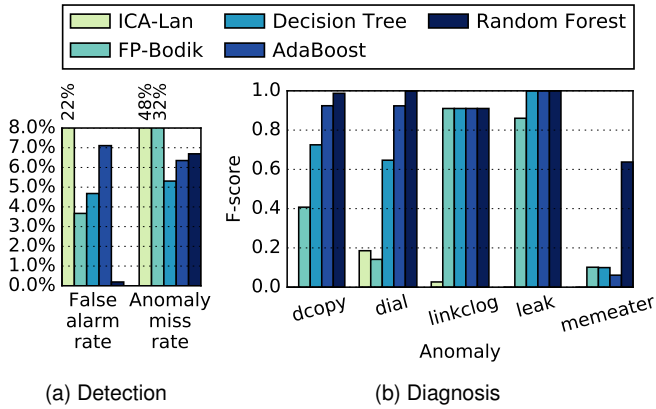 ICA-Lan
FP-Bodik
Decision Tree
AdaBoost
Random Forest
22%
48%
32%
8.0%
7.0%
6.0%
5.0%
4.0%
3.0%
2.0%
1.0%
0.0%
False
alarm
rate
Anomaly
miss
rate
(a) Detection
F-score
1.0
0.8
0.6
0.4
0.2
0.0
dcopy
dial
linkclog
leak
memeater
Anomaly
(b) Diagnosis